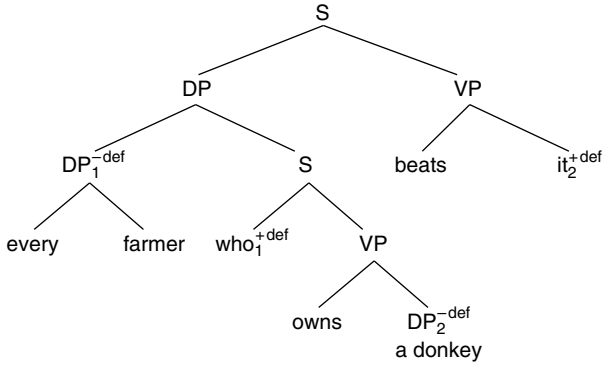 S
DP VP
DP₁⁻ᵈᵉᶠ S beats it₂⁺ᵈᵉᶠ
every farmer who₁⁺ᵈᵉᶠ VP
owns DP₂⁻ᵈᵉᶠ
a donkey